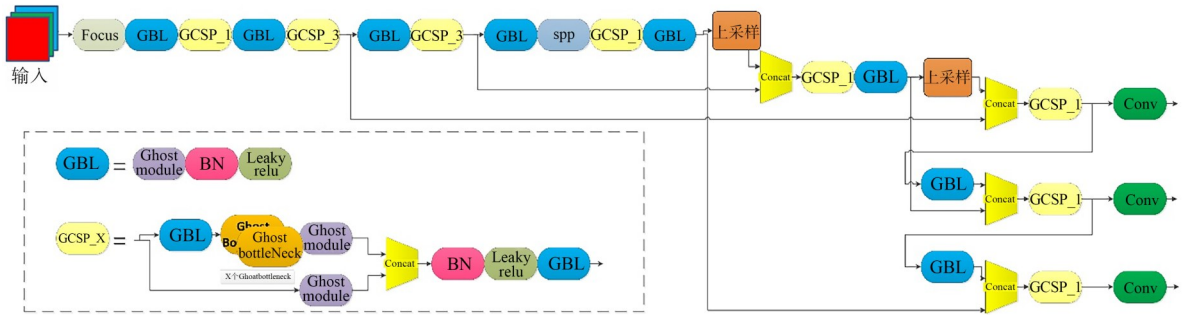 Focus GBL GCSP_1 GBL GCSP_3 GBL GCSP_3 GBL spp GCSP_1 GBL 上采样
输入
Concat GCSP_1 GBL 上采样
Concat GCSP_1 Conv
GBL = Ghost module BN Leaky relu
GBL Concat GCSP_1 Conv
GCSP_X = GBL Ghost bottleNeck Ghost module
Concat BN Leaky relu GBL
X个Ghoatbottleneck
Ghost module
GBL Concat GCSP_1 Conv